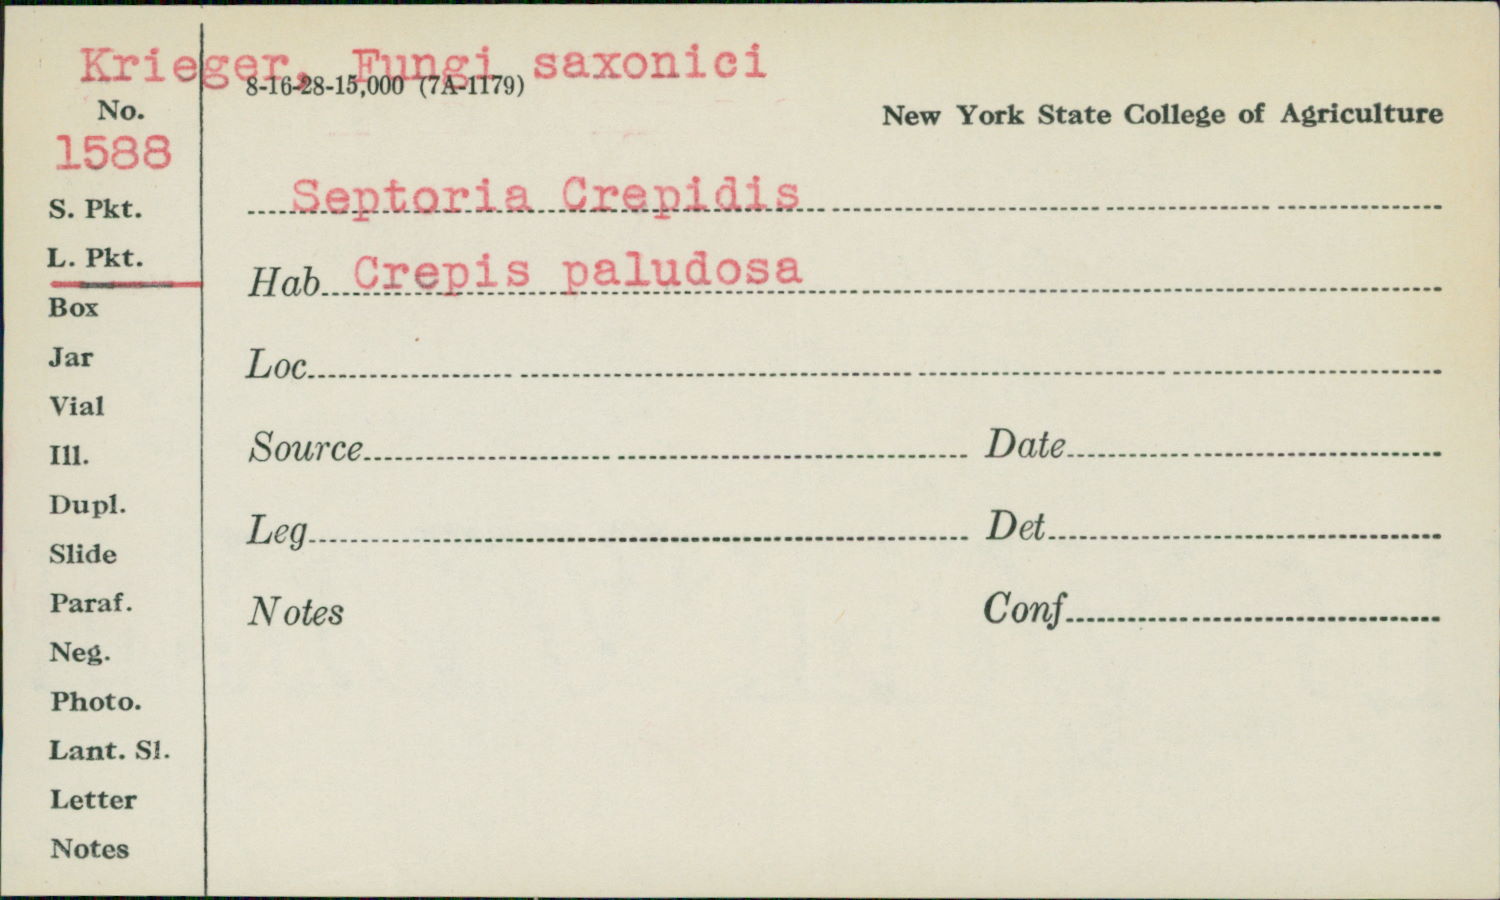 Krieger, Fungi saxonici
8-16-28-15,000 (7A-1179)
No.
New York State College of Agriculture
1588
Septoria Crepidis
S. Pkt.
L. Pkt.
Hab. Crepis paludosa
Box
Jar
Loc.
Vial
Source Date
Ill.
Dupl.
Leg. Det.
Slide
Paraf.
Notes Conf.
Neg.
Photo.
Lant. Sl.
Letter
Notes